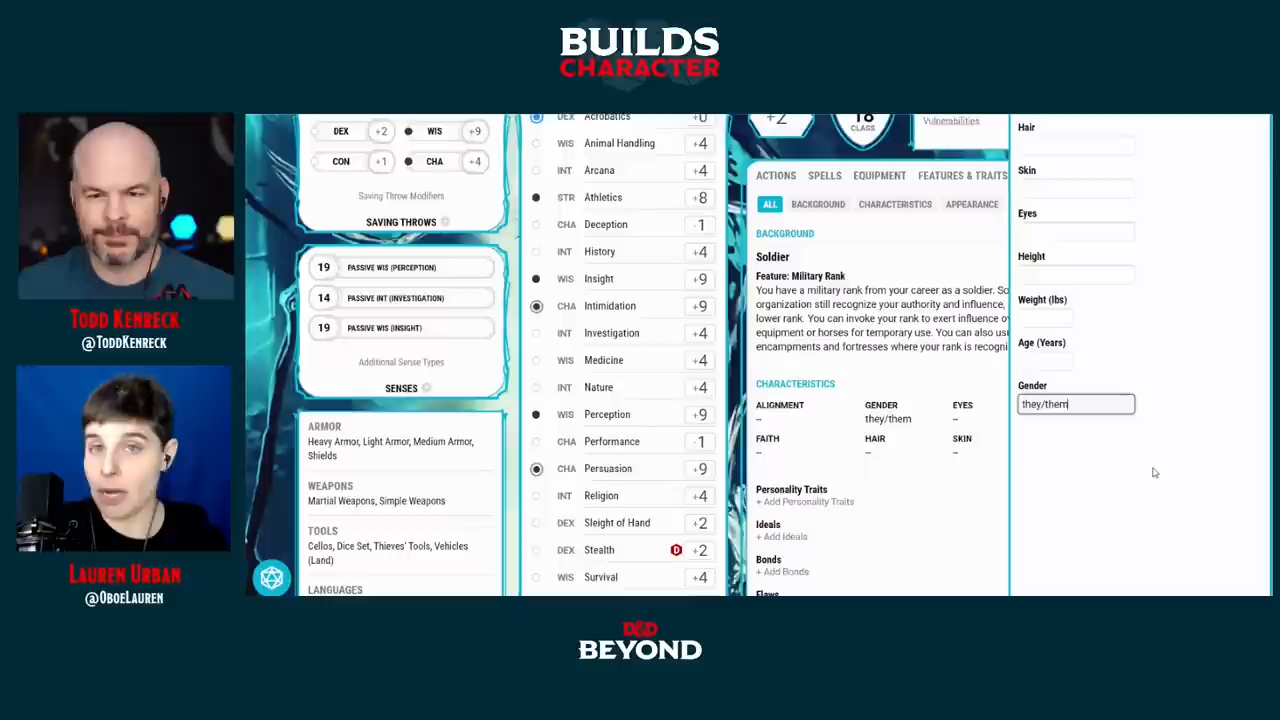 BUILDS
CHARACTER
TODD KENRECK
@TODDKENRECK
LAUREN URBAN
@OBOELAUREN
DEX +2 WIS +9
CON +1 CHA +4
Saving Throw Modifiers
SAVING THROWS
19 PASSIVE WIS (PERCEPTION)
14 PASSIVE INT (INVESTIGATION)
19 PASSIVE WIS (INSIGHT)
Additional Sense Types
SENSES
ARMOR
Heavy Armor, Light Armor, Medium Armor,
Shields
WEAPONS
Martial Weapons, Simple Weapons
TOOLS
Cellos, Dice Set, Thieves' Tools, Vehicles
(Land)
LANGUAGES
DEX Acrobatics +0
WIS Animal Handling +4
INT Arcana +4
STR Athletics +8
CHA Deception -1
INT History +4
WIS Insight +9
CHA Intimidation +9
INT Investigation +4
WIS Medicine +4
INT Nature +4
WIS Perception +9
CHA Performance -1
CHA Persuasion +9
INT Religion +4
DEX Sleight of Hand +2
DEX Stealth D +2
WIS Survival +4
+2
18
CLASS
Vulnerabilities
ACTIONS SPELLS EQUIPMENT FEATURES & TRAITS
ALL BACKGROUND CHARACTERISTICS APPEARANCE
BACKGROUND
Soldier
Feature: Military Rank
You have a military rank from your career as a soldier. So
organization still recognize your authority and influence,
lower rank. You can invoke your rank to exert influence o
equipment or horses for temporary use. You can also us
encampments and fortresses where your rank is recogni
CHARACTERISTICS
ALIGNMENT GENDER EYES
-- they/them --
FAITH HAIR SKIN
-- -- --
Personality Traits
+ Add Personality Traits
Ideals
+ Add Ideals
Bonds
+ Add Bonds
Flaws
Hair
Skin
Eyes
Height
Weight (lbs)
Age (Years)
Gender
they/them
D&D
BEYOND